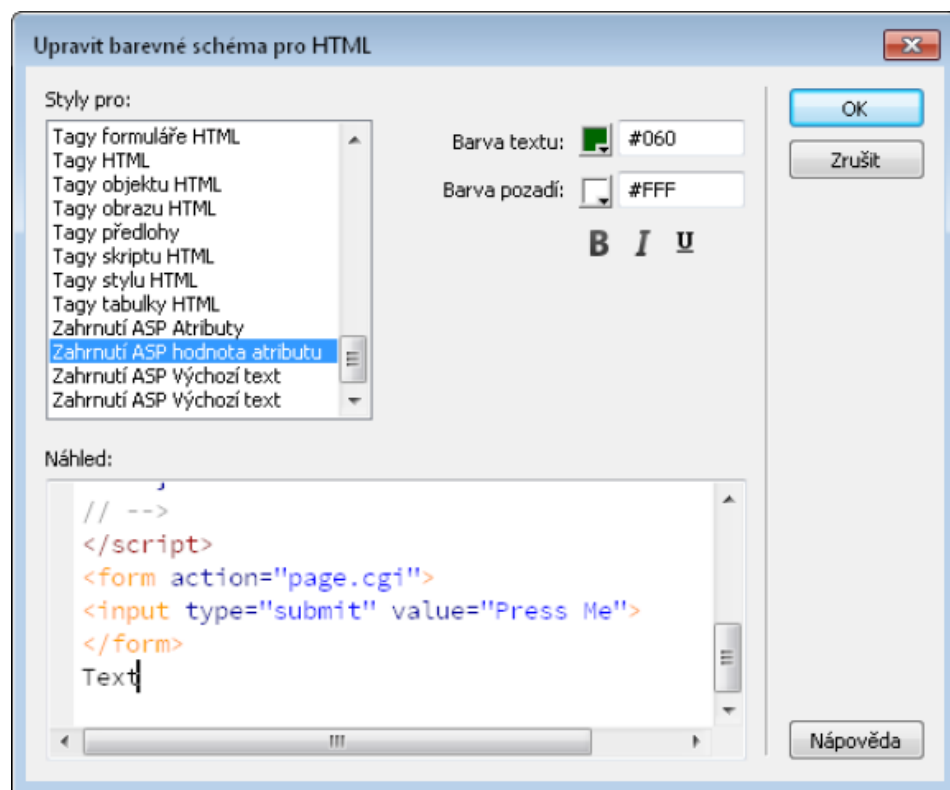 Upravit barevné schéma pro HTML
Styly pro:
Tagy formuláře HTML
Tagy HTML
Tagy objektu HTML
Tagy obrazu HTML
Tagy předlohy
Tagy skriptu HTML
Tagy stylu HTML
Tagy tabulky HTML
Zahrnutí ASP Atributy
Zahrnutí ASP hodnota atributu
Zahrnutí ASP Výchozí text
Zahrnutí ASP Výchozí text
Barva textu: #060
Barva pozadí: #FFF
B I U
OK
Zrušit
Náhled:
// -->
</script>
<form action="page.cgi">
<input type="submit" value="Press Me">
</form>
Text
Nápověda